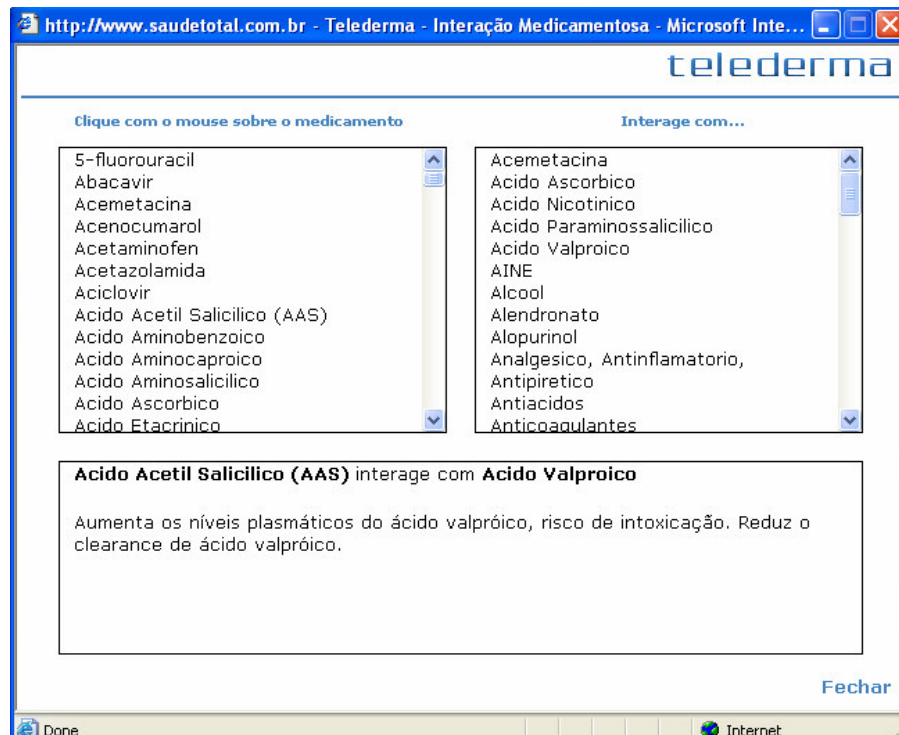 http://www.saudetotal.com.br - Telederma - Interação Medicamentosa - Microsoft Inte...
telederma
Clique com o mouse sobre o medicamento
5-fluorouracil
Abacavir
Acemetacina
Acenocumarol
Acetaminofen
Acetazolamida
Aciclovir
Acido Acetil Salicilico (AAS)
Acido Aminobenzoico
Acido Aminocaproico
Acido Aminosalicilico
Acido Ascorbico
Acido Etacrinico
Interage com...
Acemetacina
Acido Ascorbico
Acido Nicotinico
Acido Paraminossalicilico
Acido Valproico
AINE
Alcool
Alendronato
Alopurinol
Analgesico, Antinflamatorio,
Antipiretico
Antiacidos
Anticoagulantes
Acido Acetil Salicilico (AAS) interage com Acido Valproico
Aumenta os níveis plasmáticos do ácido valpróico, risco de intoxicação. Reduz o
clearance de ácido valpróico.
Fechar
Done
Internet